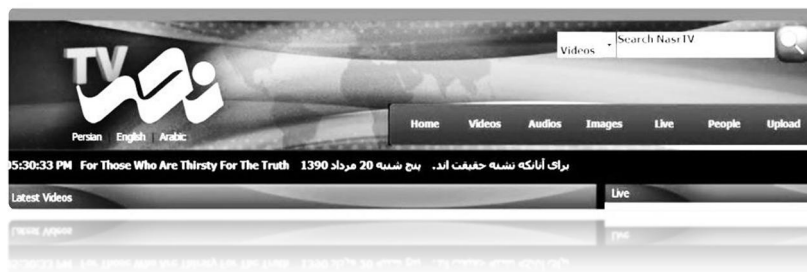 Videos
Search NasrTV
TV نصر
Persian English Arabic
Home Videos Audios Images Live People Upload
05:30:33 PM For Those Who Are Thirsty For The Truth پنج شنبه 20 مرداد 1390 برای آنانکه تشنه حقیقت اند.
Latest Videos
Live